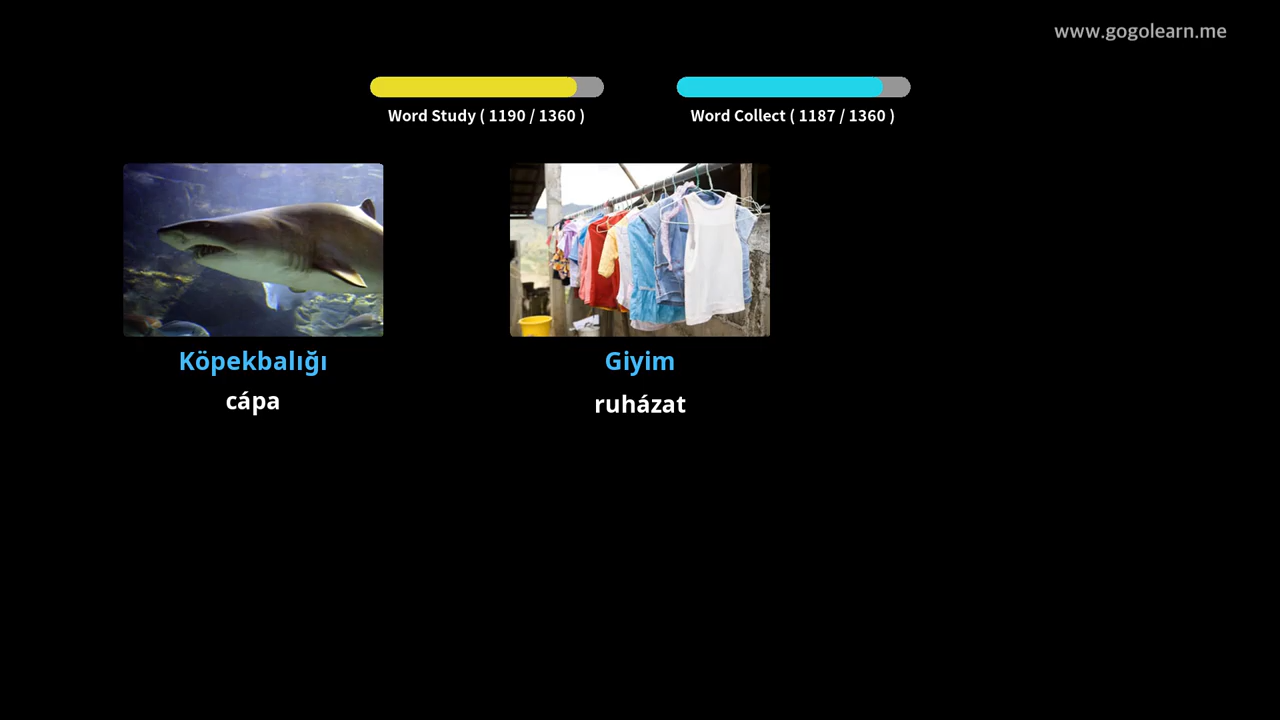 www.gogolearn.me
Word Study ( 1190 / 1360 )
Word Collect ( 1187 / 1360 )
Köpekbalığı
cápa
Giyim
ruházat